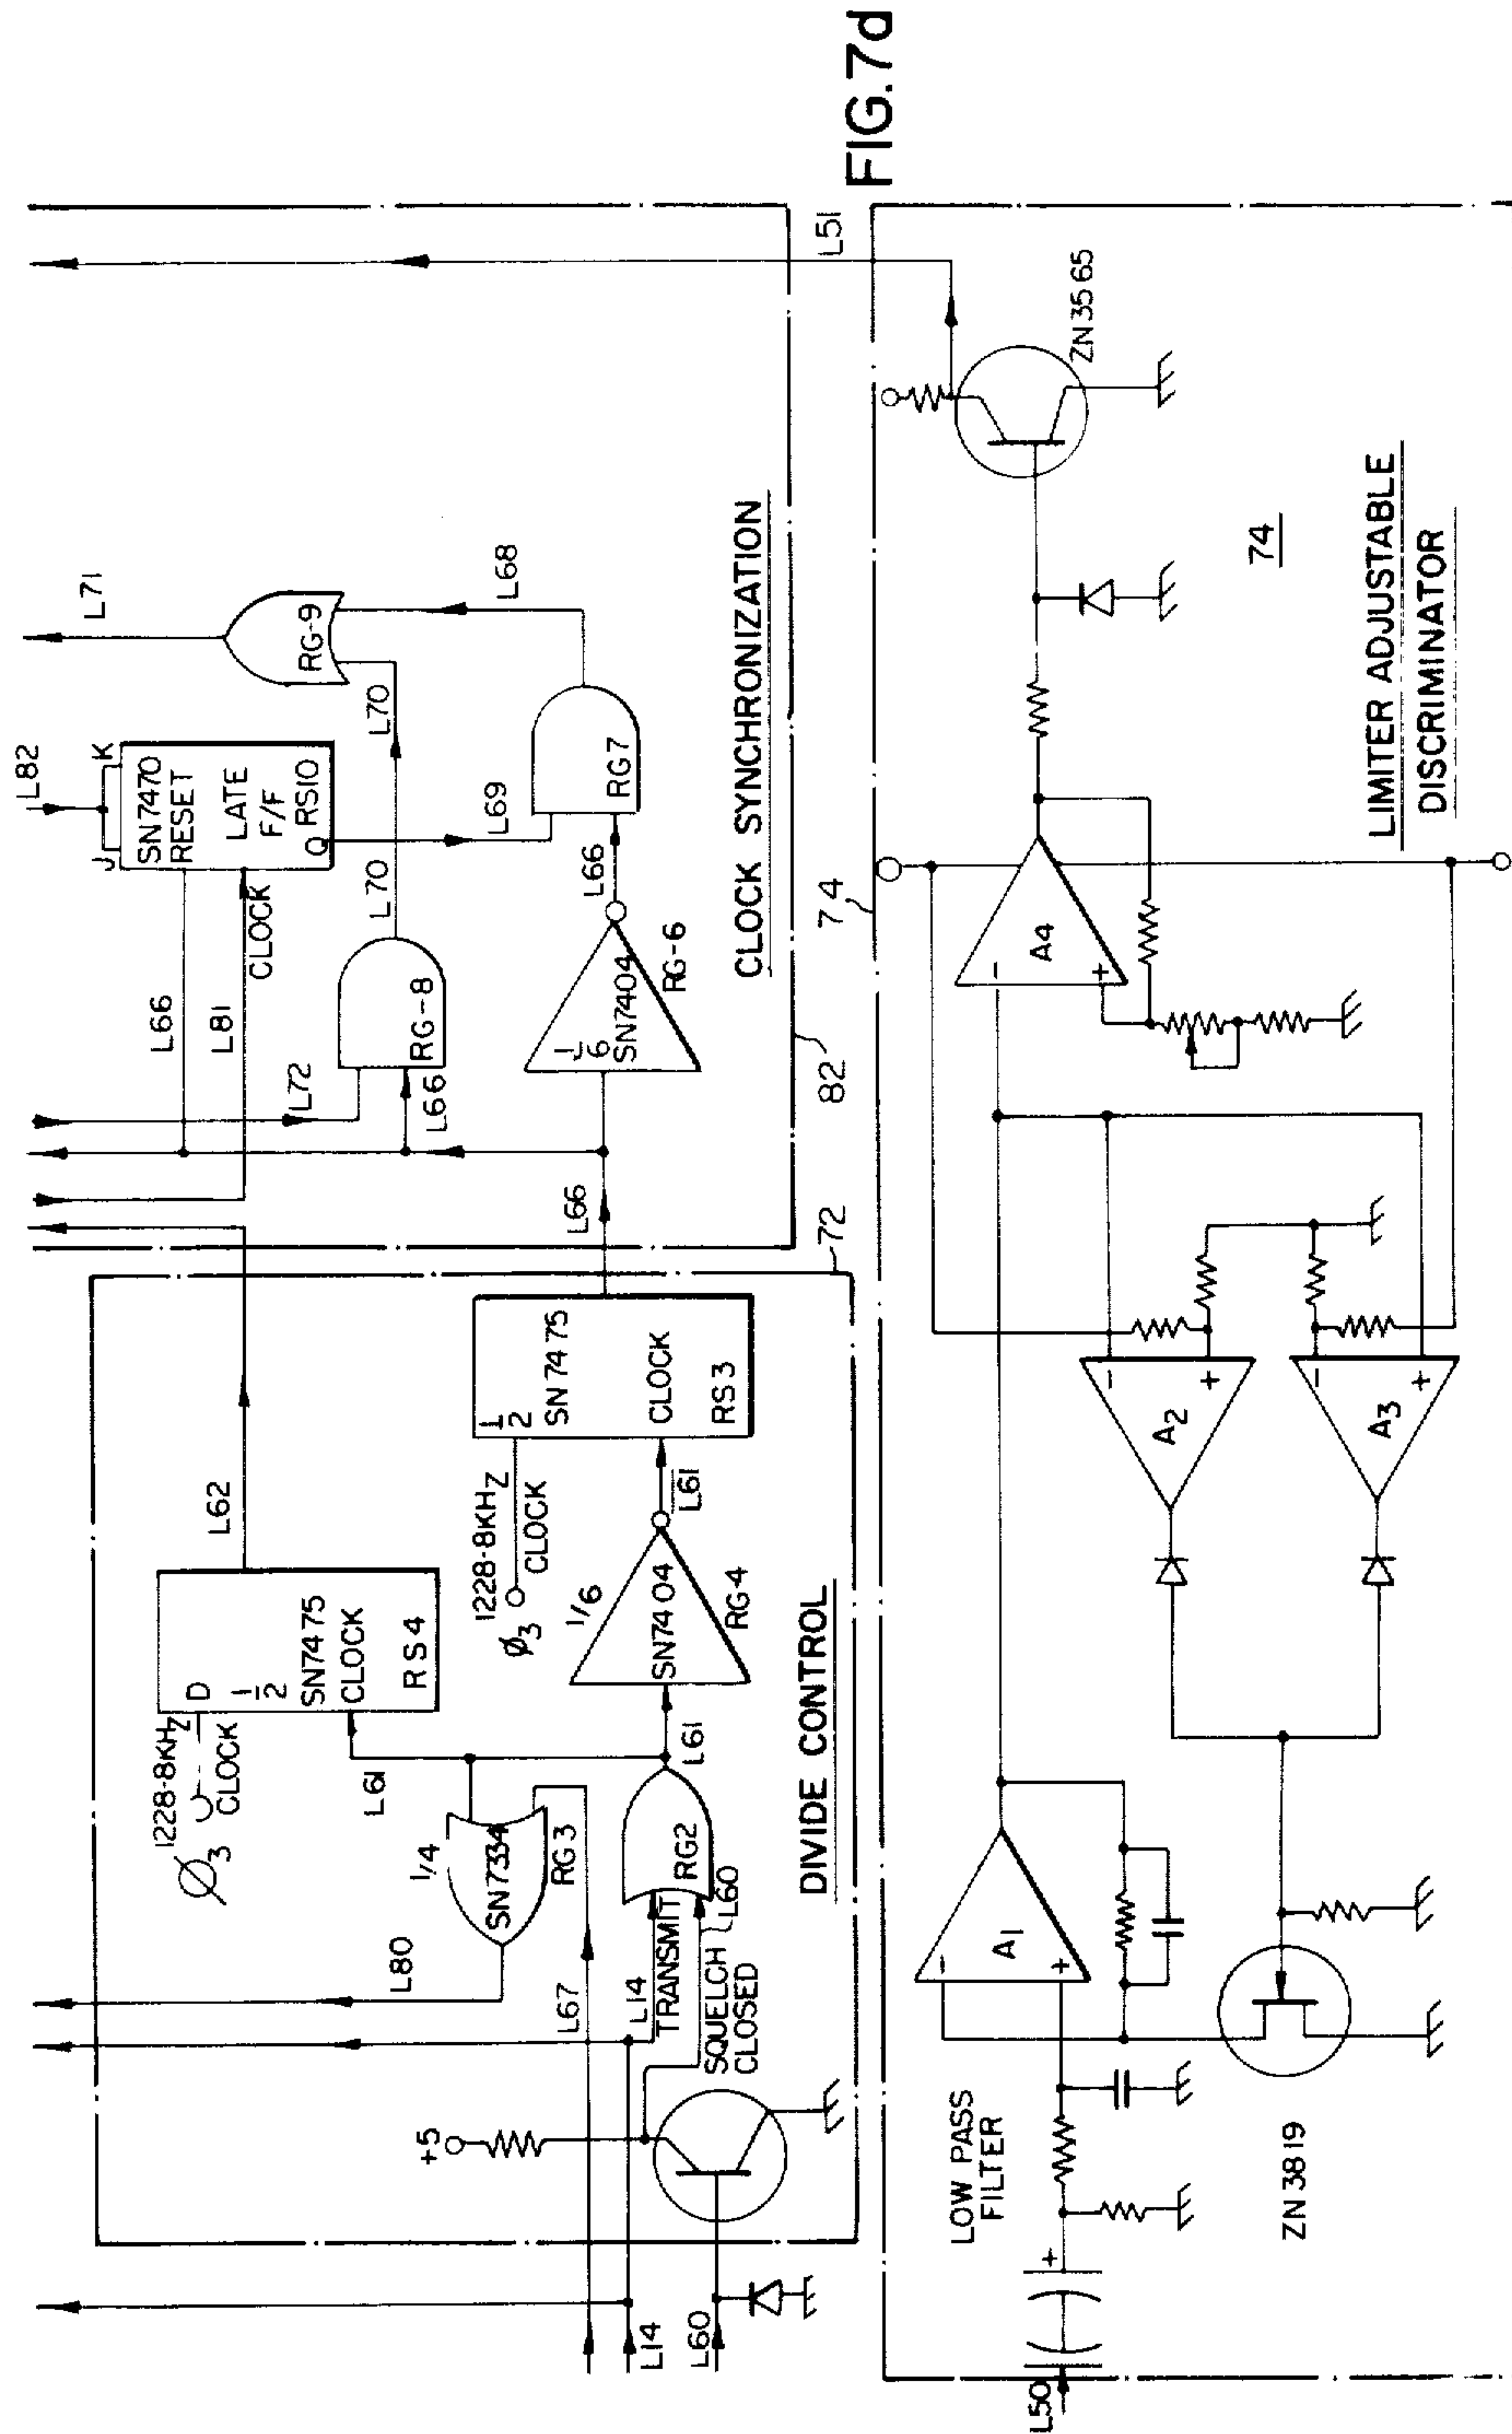 FIG.7d
L82
J
K
SN7470
RESET
LATE
F/F
RS10
Q
CLOCK
L66
L81
L72
L66
RG-8
L70
L70
RG-9
L71
L68
L69
RG7
L66
1/6
SN7404
RG-6
L66
CLOCK SYNCHRONIZATION
82
72
L62
1228-8KHZ
Ø3
CLOCK
D
1/2
SN7475
CLOCK
RS4
L61
1/4
SN7334
RG3
L80
L67
L14
TRANSMIT
SQUELCH
CLOSED
L60
RG2
L61
1/6
SN7404
RG-4
L61
1228-8KHZ
Ø3
CLOCK
1/2
SN7475
CLOCK
RS3
+5
L14
L60
DIVIDE CONTROL
74
L51
ZN3565
74
LIMITER ADJUSTABLE
DISCRIMINATOR
A4
-
+
A2
-
+
A3
-
+
A1
-
+
LOW PASS
FILTER
+
L50
ZN3819